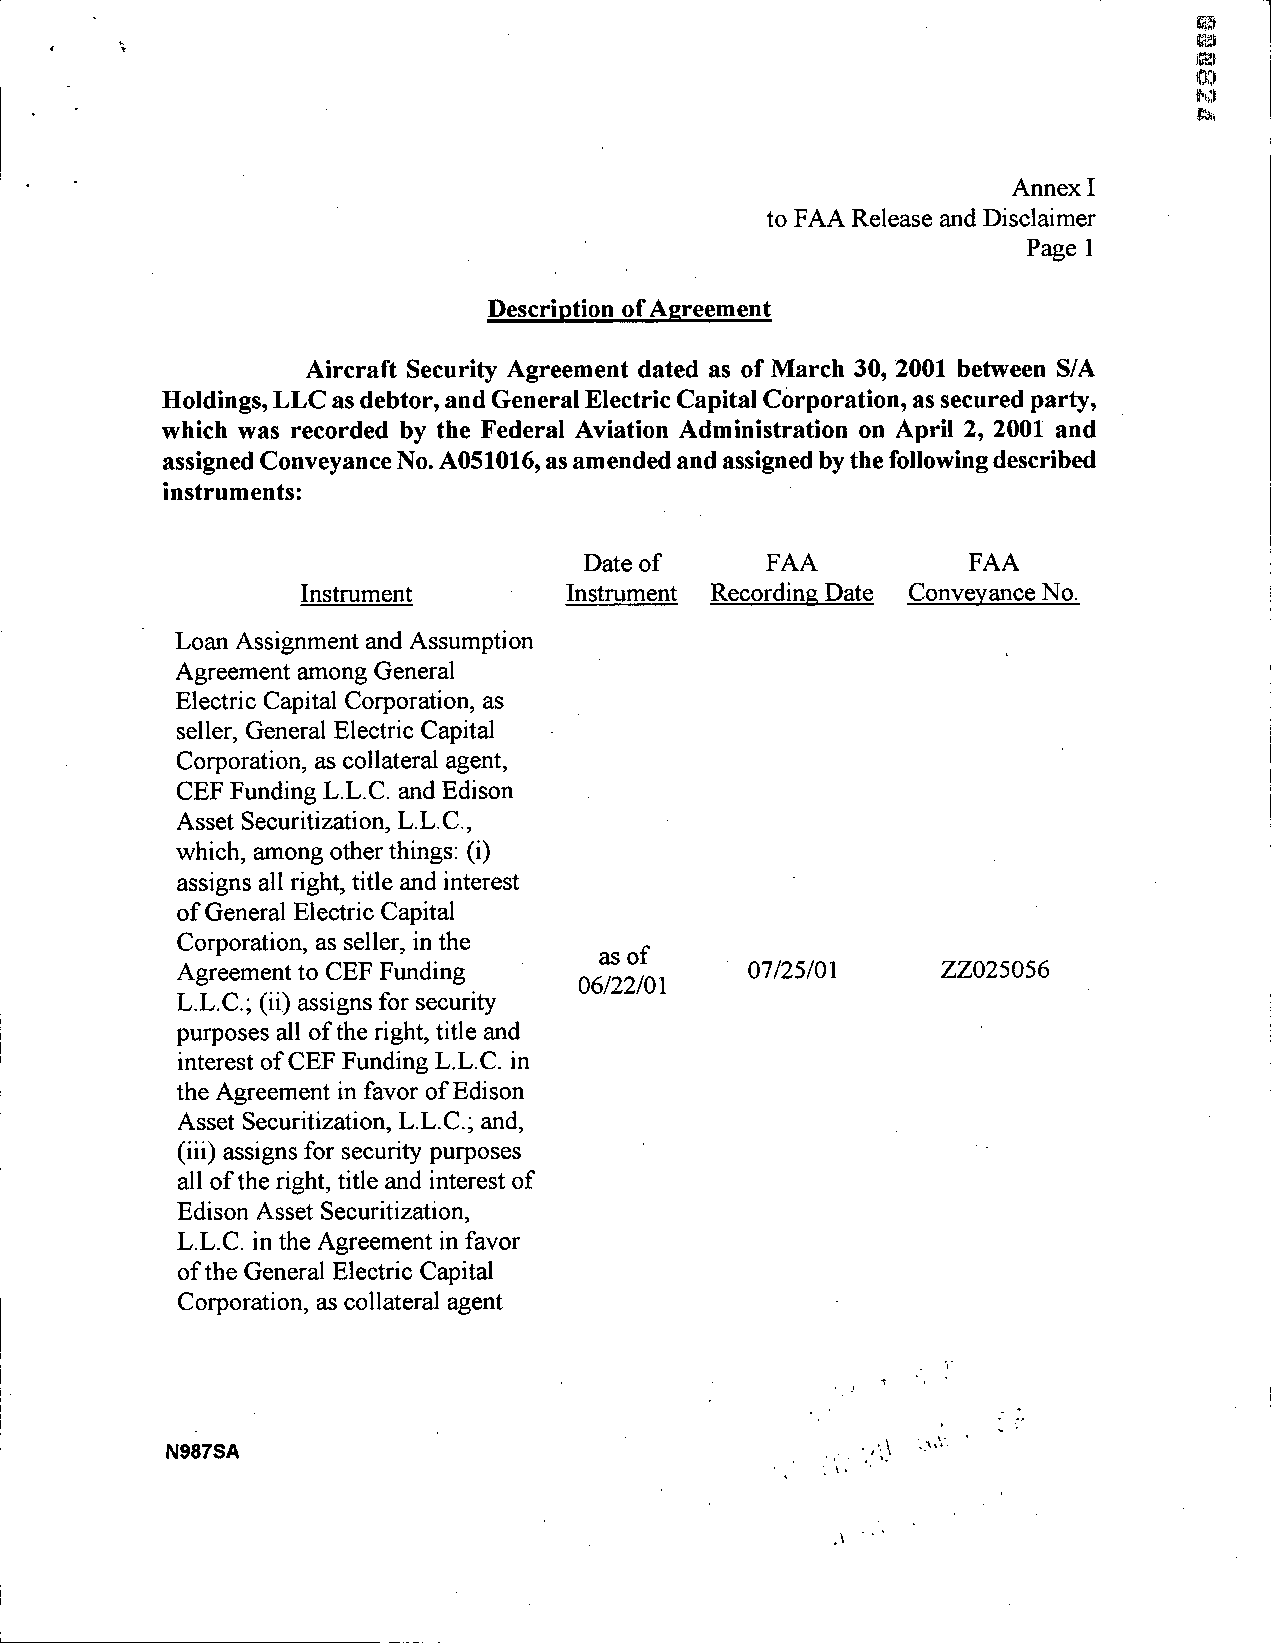 Annex I
to FAA Release and Disclaimer
Page 1
Description of Agreement
Aircraft Security Agreement dated as of March 30, 2001 between S/A
Holdings, LLC as debtor, and General Electric Capital Corporation, as secured party,
which was recorded by the Federal Aviation Administration on April 2, 2001 and
assigned Conveyance No. A051016, as amended and assigned by the following described
instruments:
Date of FAA FAA
Instrument Instrument Recording Date Conveyance No.
Loan Assignment and Assumption
Agreement among General
Electric Capital Corporation, as
seller, General Electric Capital
Corporation, as collateral agent,
CEF Funding L.L.C. and Edison
Asset Securitization, L.L.C.,
which, among other things: (i)
assigns all right, title and interest
of General Electric Capital
Corporation, as seller, in the
Agreement to CEF Funding
L.L.C.; (ii) assigns for security
purposes all of the right, title and
interest of CEF Funding L.L.C. in
the Agreement in favor of Edison
Asset Securitization, L.L.C.; and,
(iii) assigns for security purposes
all of the right, title and interest of
Edison Asset Securitization,
L.L.C. in the Agreement in favor
of the General Electric Capital
Corporation, as collateral agent
as of
06/22/01
07/25/01
ZZ025056
N987SA